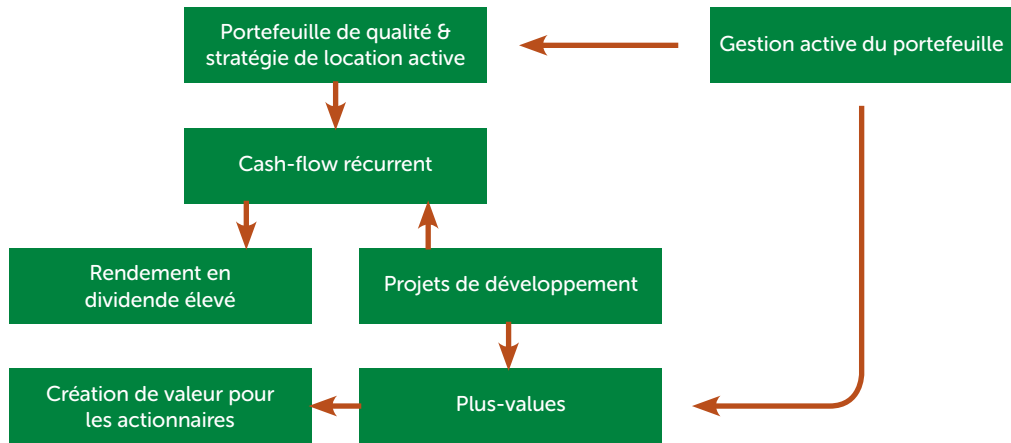 Portefeuille de qualité &
stratégie de location active
Gestion active du portefeuille
Cash-flow récurrent
Rendement en
dividende élevé
Projets de développement
Création de valeur pour
les actionnaires
Plus-values